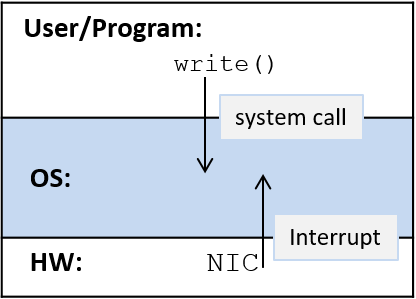 User/Program:
write()
system call
OS:
Interrupt
HW:
NIC